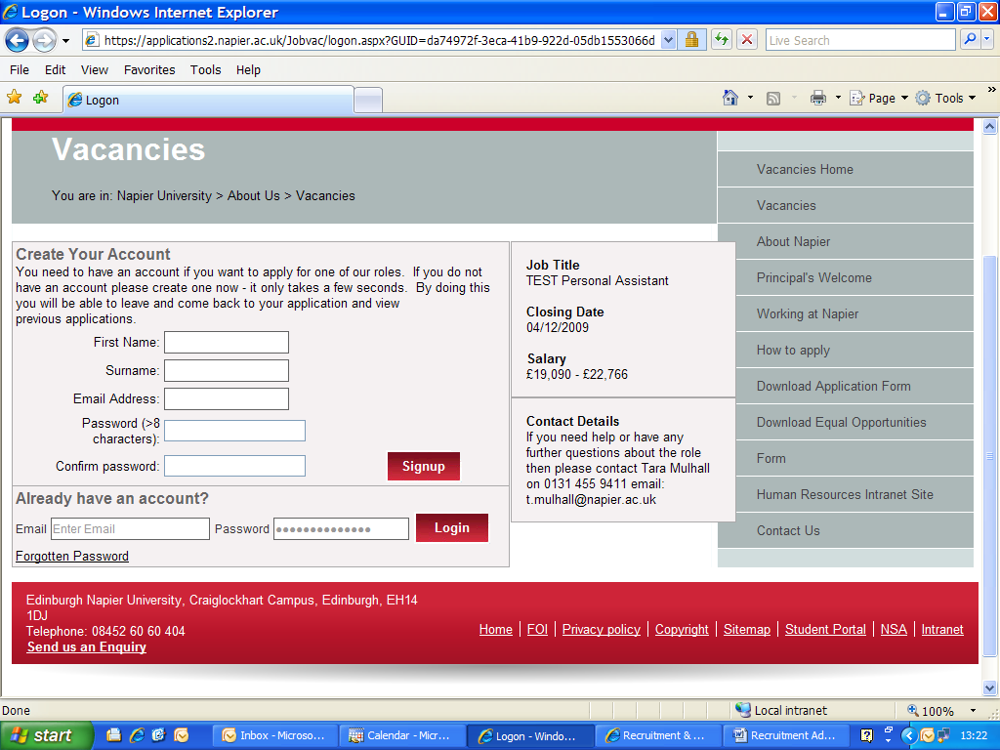 Logon - Windows Internet Explorer
https://applications2.napier.ac.uk/Jobvac/logon.aspx?GUID=da74972f-3eca-41b9-922d-05db1553066d
Live Search
File Edit View Favorites Tools Help
Logon
Page Tools
Vacancies
You are in: Napier University > About Us > Vacancies
Create Your Account
You need to have an account if you want to apply for one of our roles. If you do not
have an account please create one now - it only takes a few seconds. By doing this
you will be able to leave and come back to your application and view
previous applications.
First Name:
Surname:
Email Address:
Password (>8
characters):
Confirm password:
Signup
Already have an account?
Email Enter Email Password Login
Forgotten Password
Job Title
TEST Personal Assistant
Closing Date
04/12/2009
Salary
£19,090 - £22,766
Contact Details
If you need help or have any
further questions about the role
then please contact Tara Mulhall
on 0131 455 9411 email:
t.mulhall@napier.ac.uk
Vacancies Home
Vacancies
About Napier
Principal's Welcome
Working at Napier
How to apply
Download Application Form
Download Equal Opportunities
Form
Human Resources Intranet Site
Contact Us
Edinburgh Napier University, Craiglockhart Campus, Edinburgh, EH14
1DJ
Telephone: 08452 60 60 404
Send us an Enquiry
Home FOI Privacy policy Copyright Sitemap Student Portal NSA Intranet
Done Local intranet 100%
start Inbox - Microso... Calendar - Micr... Logon - Windo... Recruitment & ... Recruitment Ad... 13:22